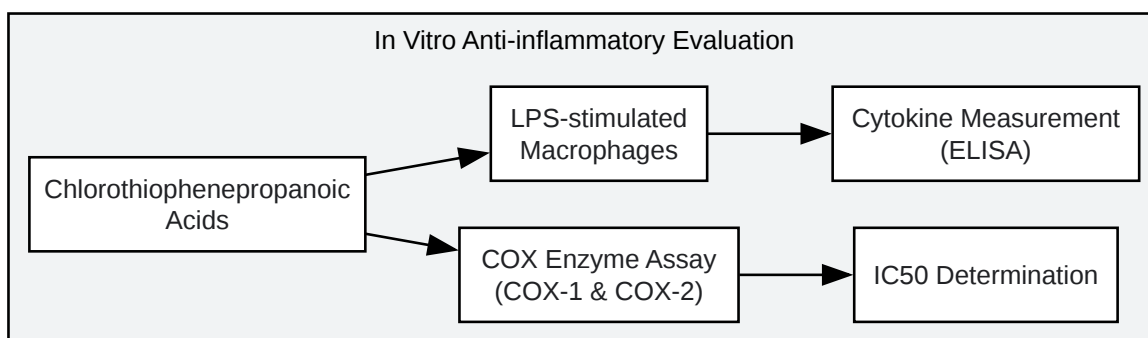 In Vitro Anti-inflammatory Evaluation
LPS-stimulated
Macrophages
Cytokine Measurement
(ELISA)
Chlorothiophenepropanoic
Acids
COX Enzyme Assay
(COX-1 & COX-2)
IC50 Determination